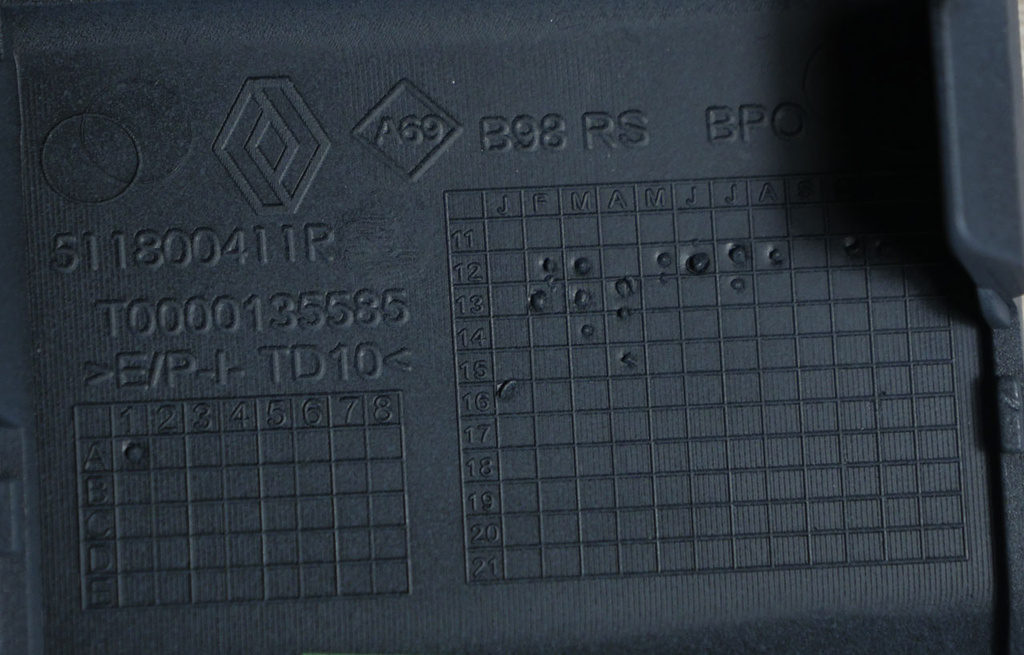 A69 B98 RS BPO
511800411R
T0000135585
>E/P-I- TD10<
J F M A M J J A S
11
12
13
14
15
16
17
18
19
20
21
1 2 3 4 5 6 7 8
A
B
C
D
E